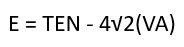 E = TEN - 4√2(VA)